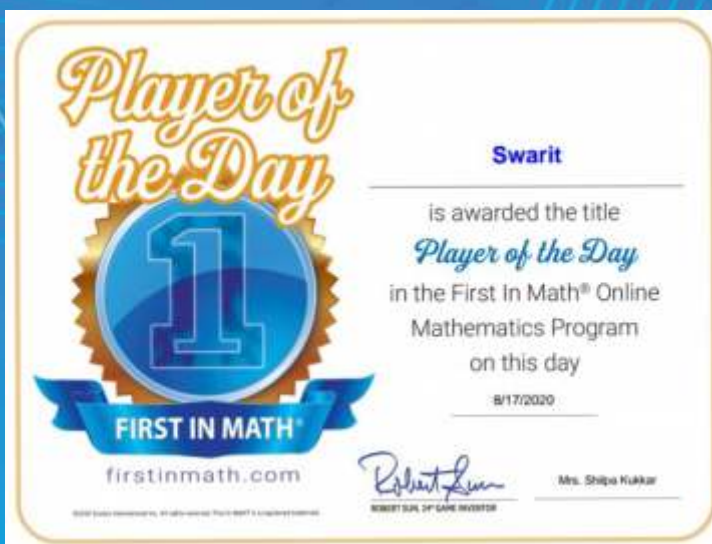 Player of
the Day
1
FIRST IN MATH®
firstinmath.com
Swarit
is awarded the title
Player of the Day
in the First In Math® Online
Mathematics Program
on this day
8/17/2020
Robert Sun
ROBERT SUN, 24® GAME INVENTOR
Mrs. Shilpa Kukkar